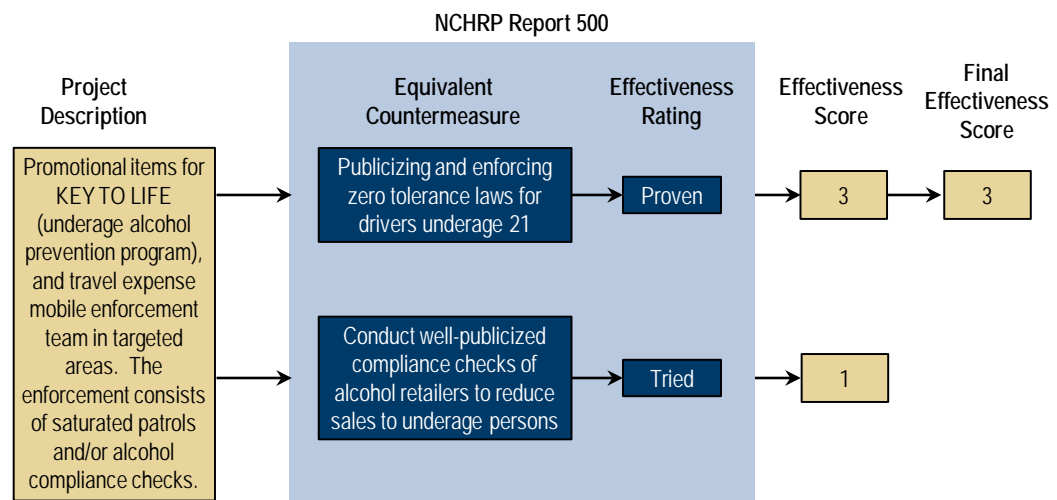 NCHRP Report 500
Project
Description
Equivalent
Countermeasure
Effectiveness
Rating
Effectiveness
Score
Final
Effectiveness
Score
Promotional items for
KEY TO LIFE
(underage alcohol
prevention program),
and travel expense
mobile enforcement
team in targeted
areas. The
enforcement consists
of saturated patrols
and/or alcohol
compliance checks.
Publicizing and enforcing
zero tolerance laws for
drivers underage 21
Proven
3
3
Conduct well-publicized
compliance checks of
alcohol retailers to reduce
sales to underage persons
Tried
1